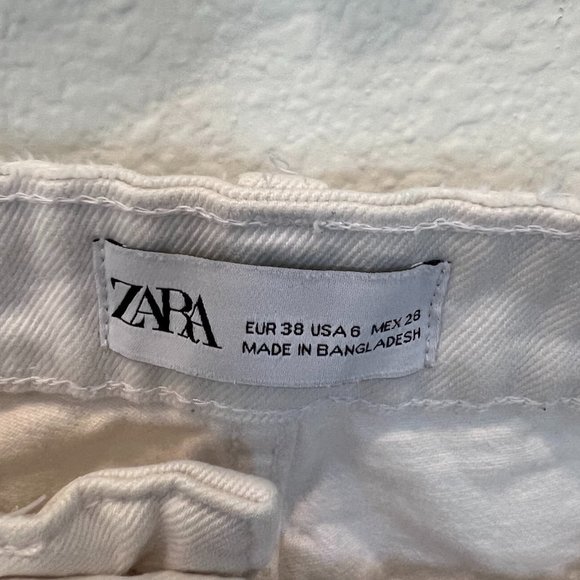 ZARA
EUR 38 USA 6 MEX 28
MADE IN BANGLADESH